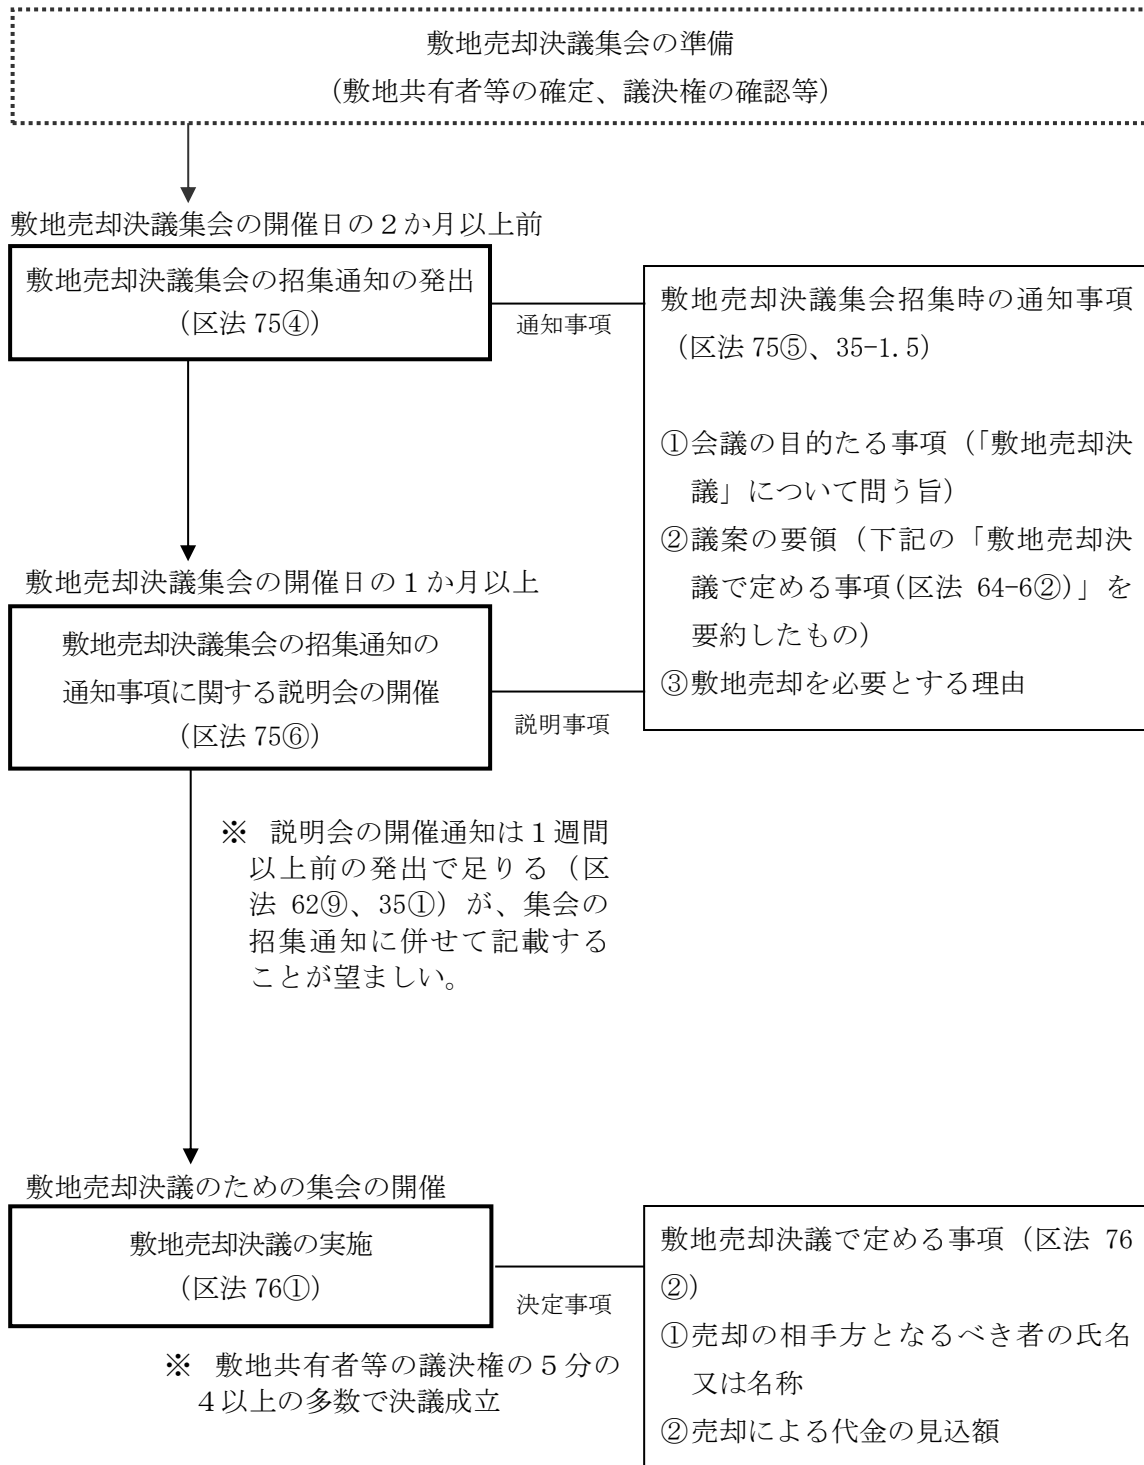 敷地売却決議集会の準備
（敷地共有者等の確定、議決権の確認等）
敷地売却決議集会の開催日の２か月以上前
敷地売却決議集会の招集通知の発出
（区法 75④）
通知事項
敷地売却決議集会招集時の通知事項
（区法 75⑤、35-1.5）
①会議の目的たる事項（「敷地売却決
議」について問う旨）
②議案の要領（下記の「敷地売却決
議で定める事項(区法 64-6②)」を
要約したもの）
③敷地売却を必要とする理由
敷地売却決議集会の開催日の１か月以上
敷地売却決議集会の招集通知の
通知事項に関する説明会の開催
（区法 75⑥）
説明事項
※ 説明会の開催通知は１週間
以上前の発出で足りる（区
法 62⑨、35①）が、集会の
招集通知に併せて記載する
ことが望ましい。
敷地売却決議のための集会の開催
敷地売却決議の実施
（区法 76①）
決定事項
※ 敷地共有者等の議決権の５分の
４以上の多数で決議成立
敷地売却決議で定める事項（区法 76
②）
①売却の相手方となるべき者の氏名
又は名称
②売却による代金の見込額